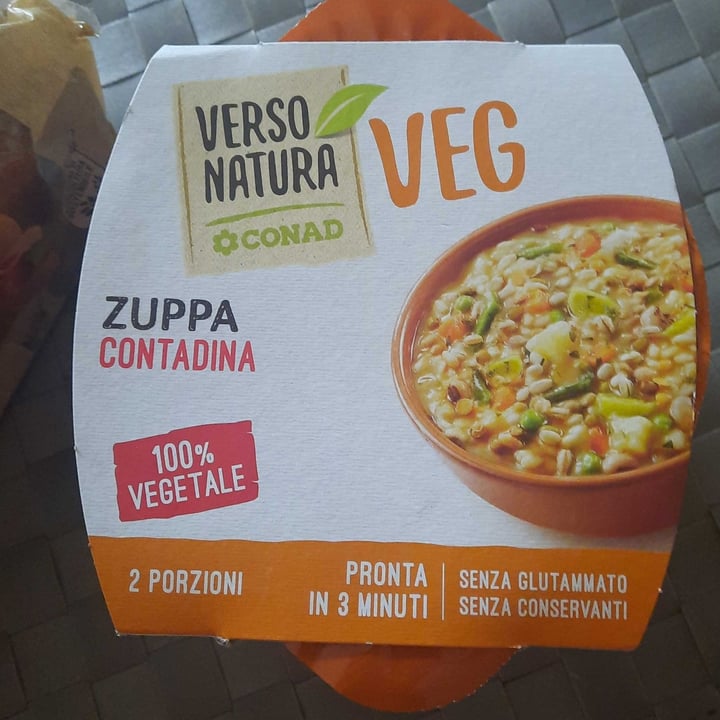 VERSO
NATURA
CONAD
VEG
ZUPPA
CONTADINA
100%
VEGETALE
2 PORZIONI
PRONTA
IN 3 MINUTI
SENZA GLUTAMMATO
SENZA CONSERVANTI